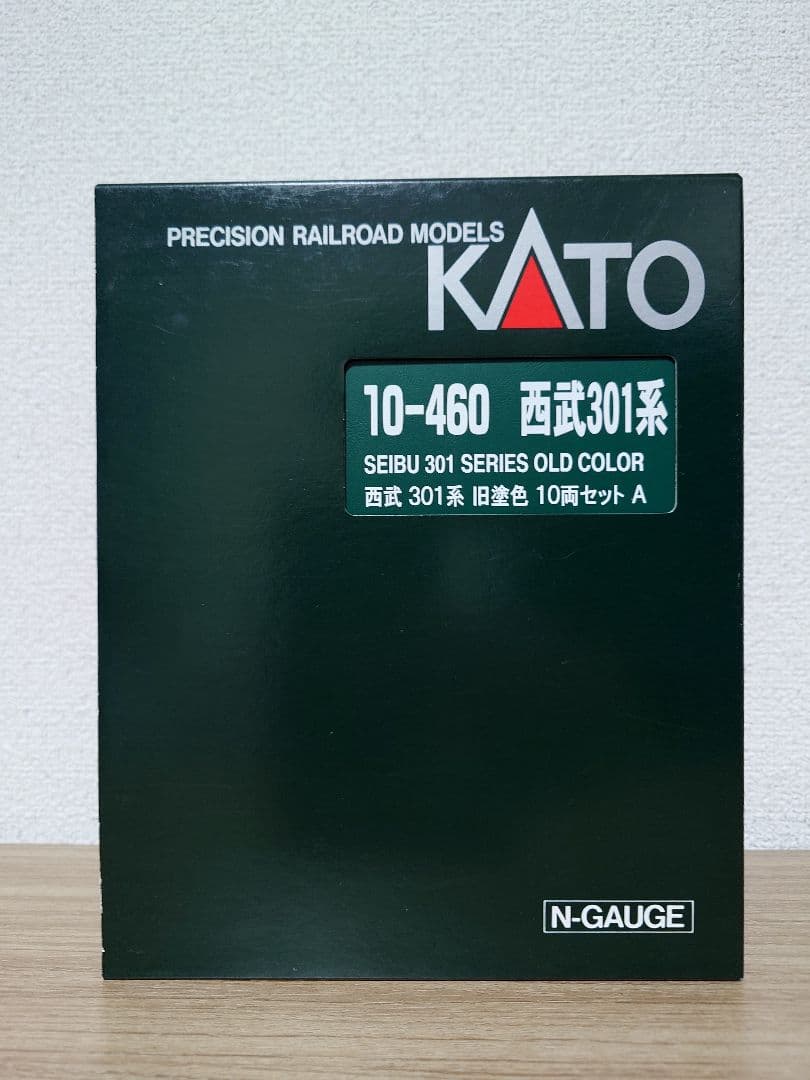 PRECISION RAILROAD MODELS
KATO
10-460 西武301系
SEIBU 301 SERIES OLD COLOR
西武 301系 旧塗色 10両セット A
N-GAUGE